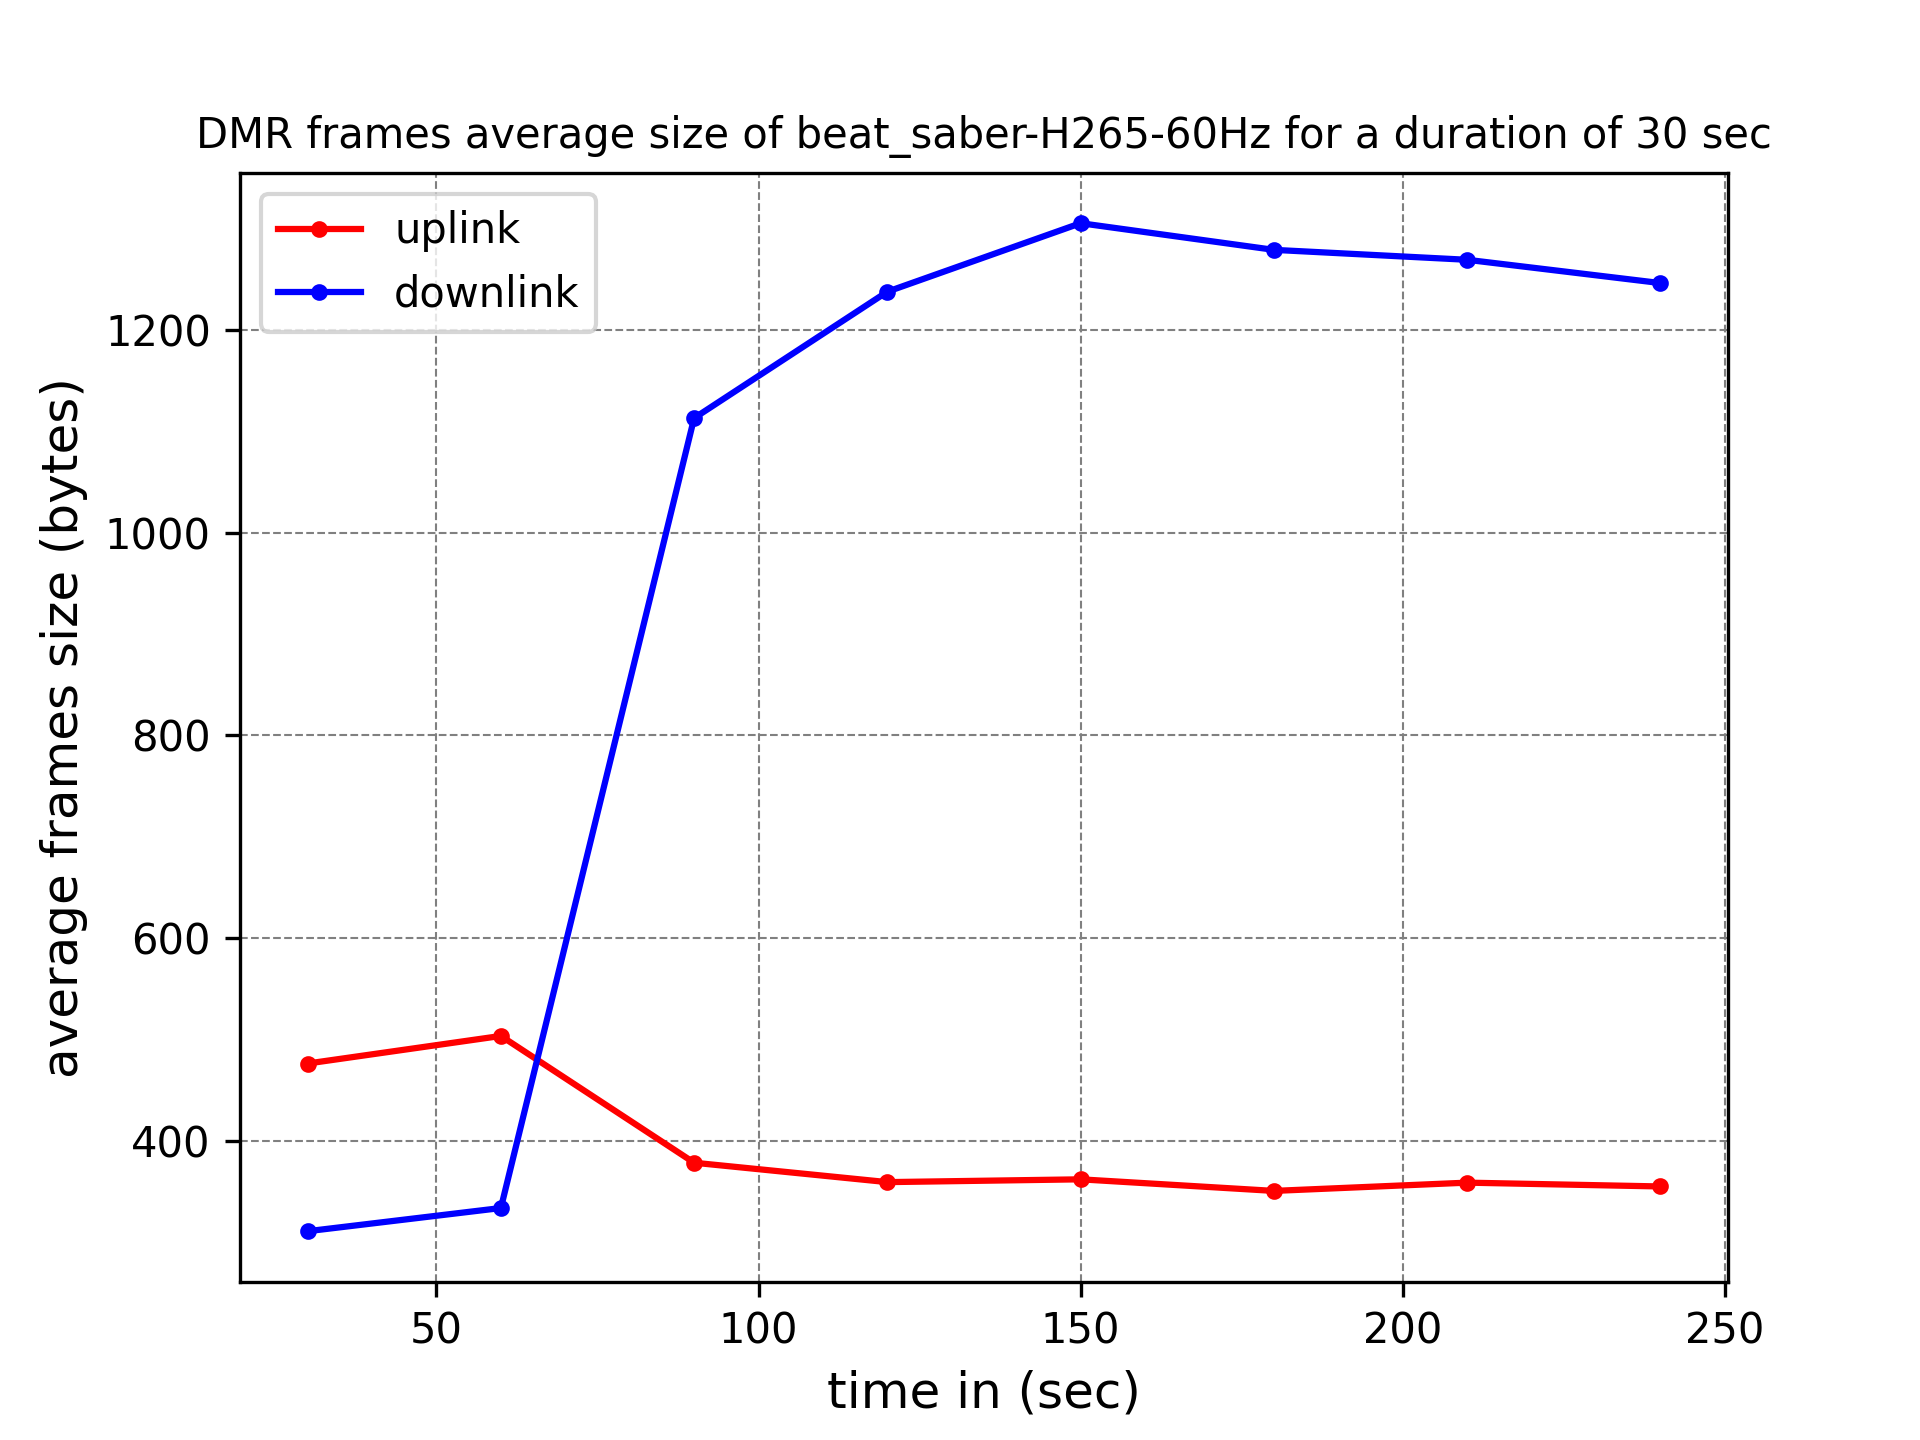 DMR frames average size of beat_saber-H265-60Hz for a duration of 30 sec
uplink
downlink
average frames size (bytes)
1200
1000
800
600
400
50 100 150 200 250
time in (sec)